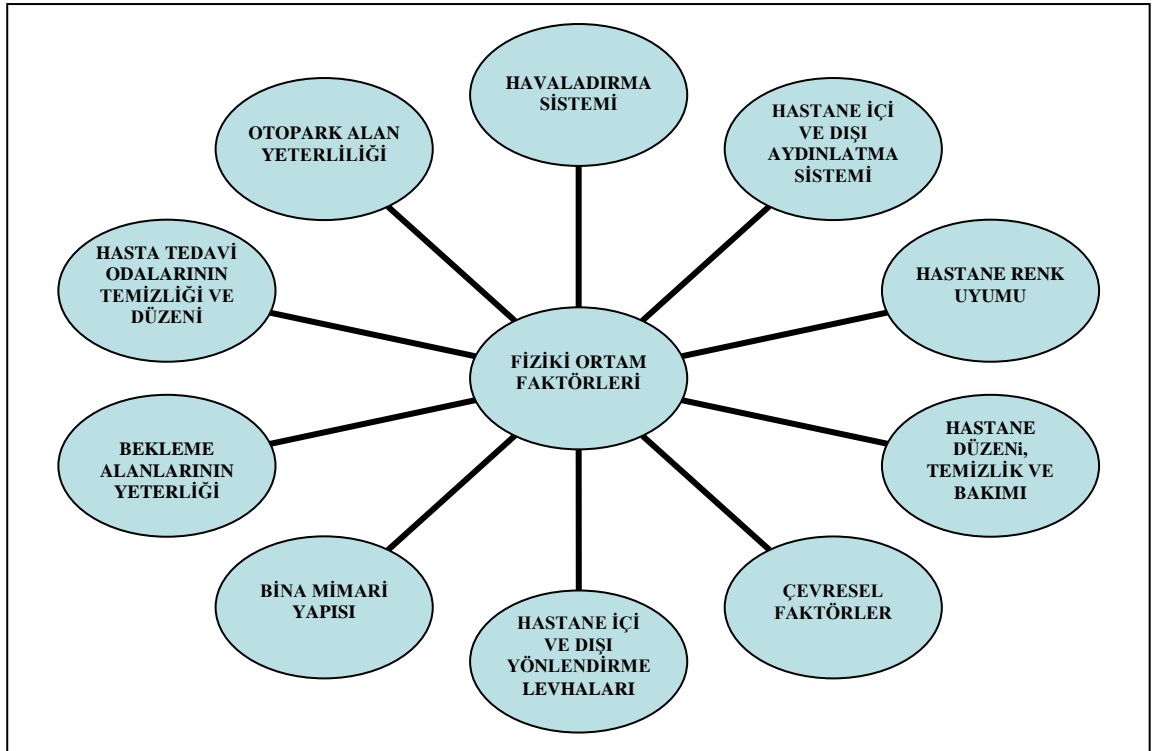 HAVALADIRMA
SİSTEMİ
HASTANE İÇİ
VE DIŞI
AYDINLATMA
SİSTEMİ
OTOPARK ALAN
YETERLİLİĞİ
HASTA TEDAVİ
ODALARININ
TEMİZLİĞİ VE
DÜZENİ
HASTANE RENK
UYUMU
FİZİKİ ORTAM
FAKTÖRLERİ
BEKLEME
ALANLARININ
YETERLİĞİ
HASTANE
DÜZENi,
TEMİZLİK VE
BAKIMI
BİNA MİMARİ
YAPISI
HASTANE İÇİ
VE DIŞI
YÖNLENDİRME
LEVHALARI
ÇEVRESEL
FAKTÖRLER